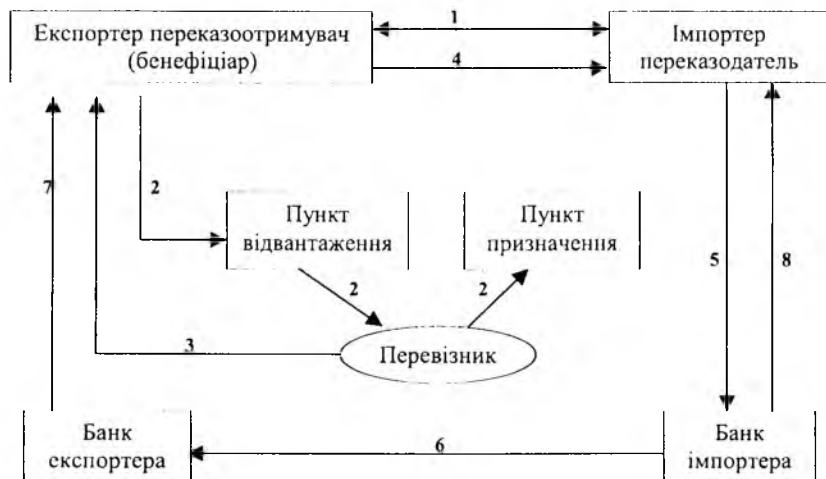 Експортер переказоотримувач
(бенефіціар)
1
4
Імпортер
переказодатель
7
2
Пункт
відвантаження
Пункт
призначення
5
8
2
2
3
Перевізник
Банк
експортера
6
Банк
імпортера